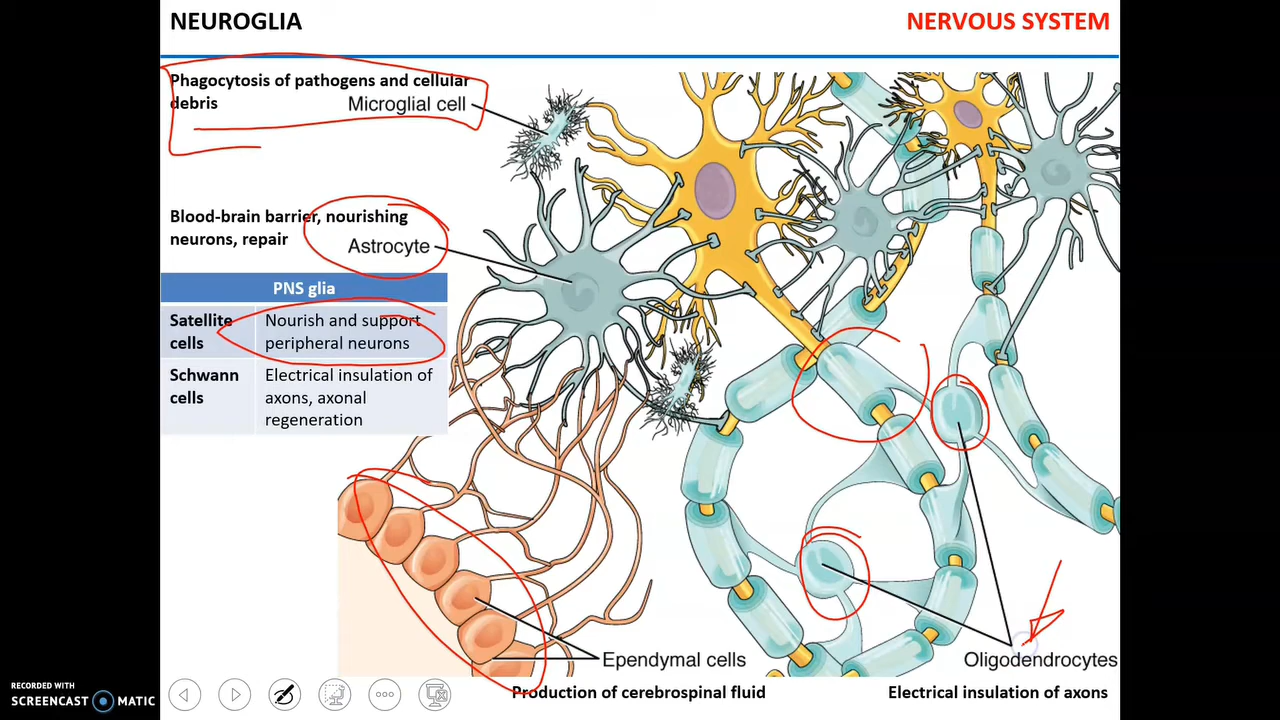 NEUROGLIA
NERVOUS SYSTEM
Phagocytosis of pathogens and cellular
debris
Microglial cell
Blood-brain barrier, nourishing
neurons, repair
Astrocyte
PNS glia
Satellite
cells
Nourish and support
peripheral neurons
Schwann
cells
Electrical insulation of
axons, axonal
regeneration
Ependymal cells
Oligodendrocytes
Production of cerebrospinal fluid
Electrical insulation of axons
RECORDED WITH
SCREENCAST MATIC